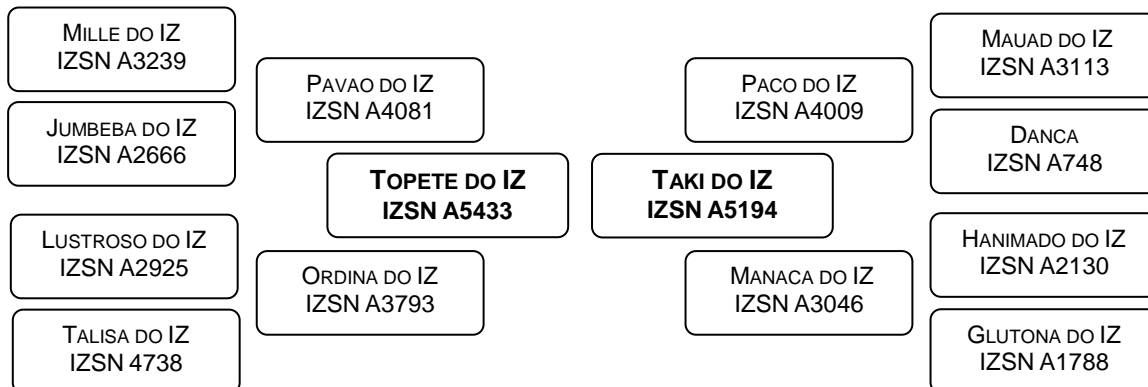 MILLE DO IZ
IZSN A3239
JUMBEBA DO IZ
IZSN A2666
LUSTROSO DO IZ
IZSN A2925
TALISA DO IZ
IZSN 4738
PAVAO DO IZ
IZSN A4081
ORDINA DO IZ
IZSN A3793
TOPETE DO IZ
IZSN A5433
TAKI DO IZ
IZSN A5194
PACO DO IZ
IZSN A4009
MANACA DO IZ
IZSN A3046
MAUAD DO IZ
IZSN A3113
DANCA
IZSN A748
HANIMADO DO IZ
IZSN A2130
GLUTONA DO IZ
IZSN A1788